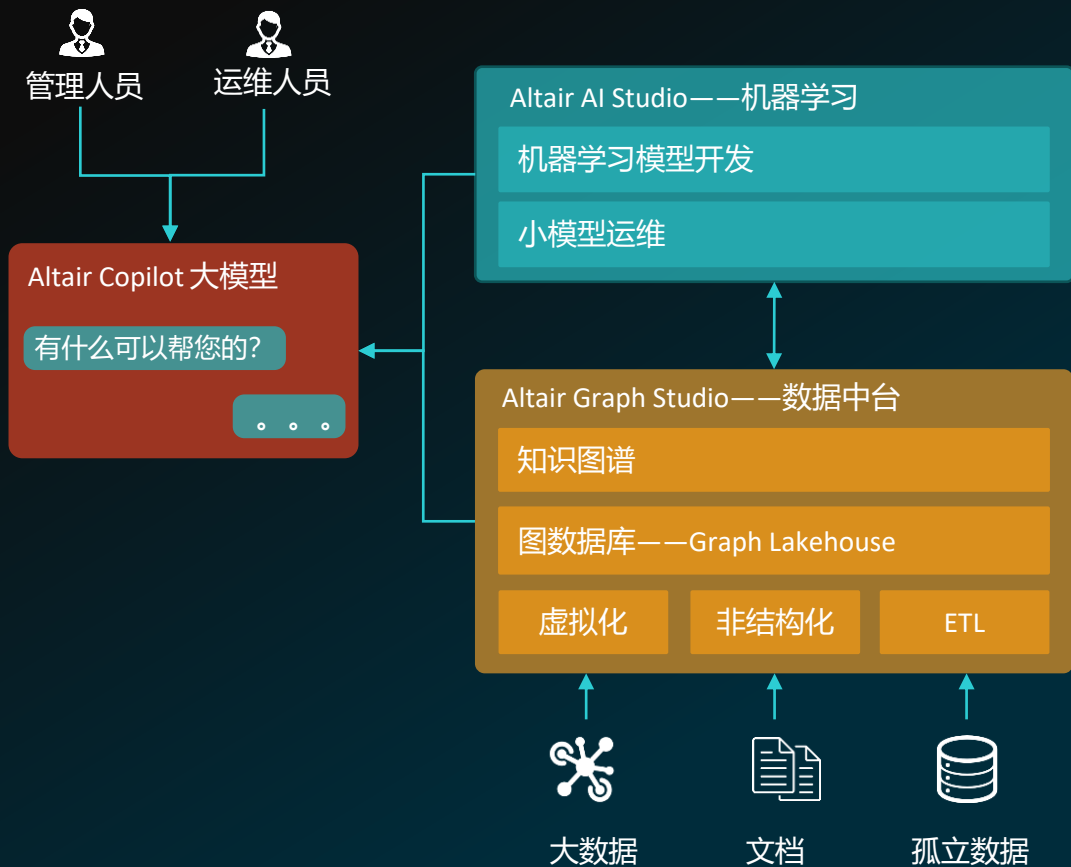 管理人员
运维人员
Altair Copilot 大模型
有什么可以帮您的？
。。。
Altair AI Studio——机器学习
机器学习模型开发
小模型运维
Altair Graph Studio——数据中台
知识图谱
图数据库——Graph Lakehouse
虚拟化
非结构化
ETL
大数据
文档
孤立数据